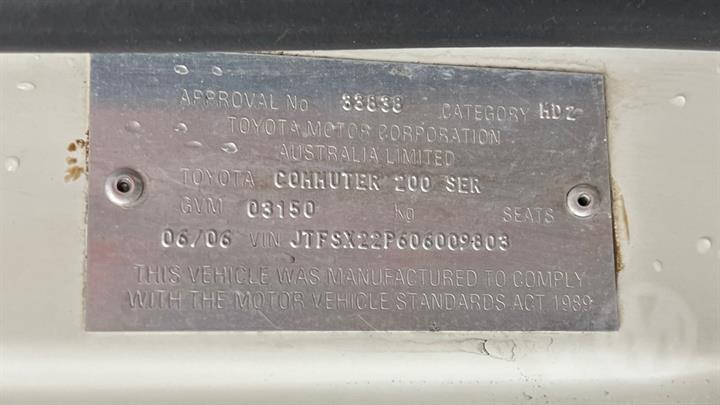 APPROVAL No 33838 CATEGORY MD2
TOYOTA MOTOR CORPORATION
AUSTRALIA LIMITED
TOYOTA COMMUTER 200 SER
GVM 03150 Kg SEATS
06/06 VIN JTFSX22P606009803
THIS VEHICLE WAS MANUFACTURED TO COMPLY
WITH THE MOTOR VEHICLE STANDARDS ACT 1989